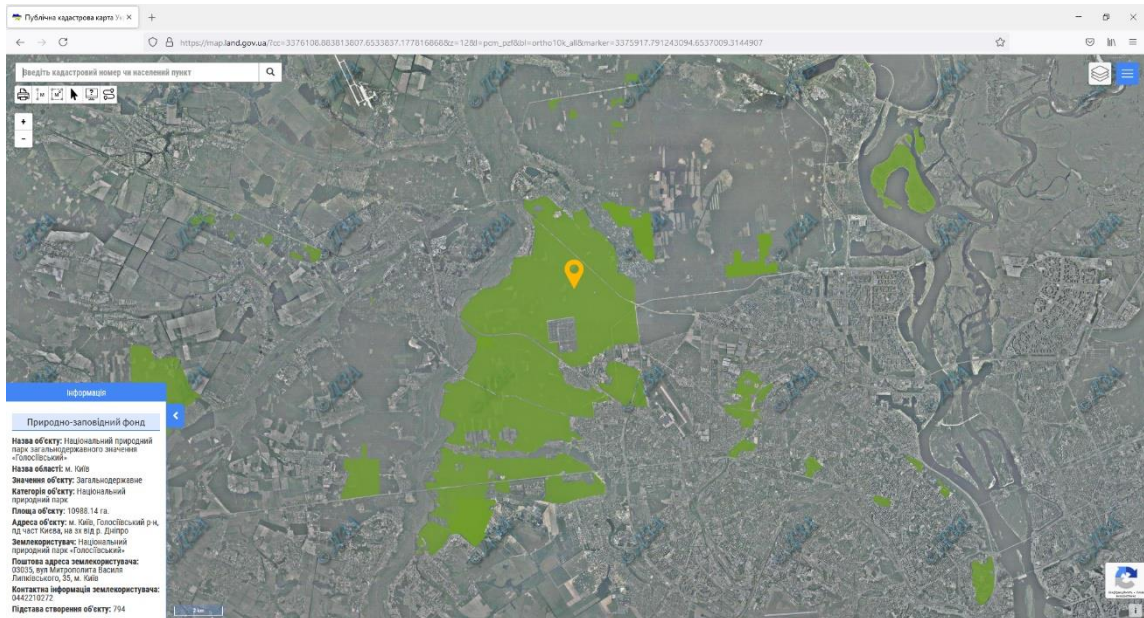 Публічна кадастрова карта Ук
https://map.land.gov.ua/?cc=3376108.883813807,6533837.177816868&z=12&l=pcm_pzf&bl=ortho10k_all&marker=3375917.791243094,6537009.3144907
Введіть кадастровий номер чи населений пункт
+
-
Інформація
Природно-заповідний фонд
Назва об'єкту: Національний природний
парк загальнодержавного значення
«Голосіївський»
Назва області: м. Київ
Значення об'єкту: Загальнодержавне
Категорія об'єкту: Національний
природний парк
Площа об'єкту: 10988.14 га.
Адреса об'єкту: м. Київ, Голосіївський р-н,
пд част Києва, на зх від р. Дніпро
Землекористувач: Національний
природний парк «Голосіївський»
Поштова адреса землекористувача:
03035, вул Митрополита Василя
Липківського, 35, м. Київ
Контактна інформація землекористувача:
0442210272
Підстава створення об'єкту: 794
© ДЗА